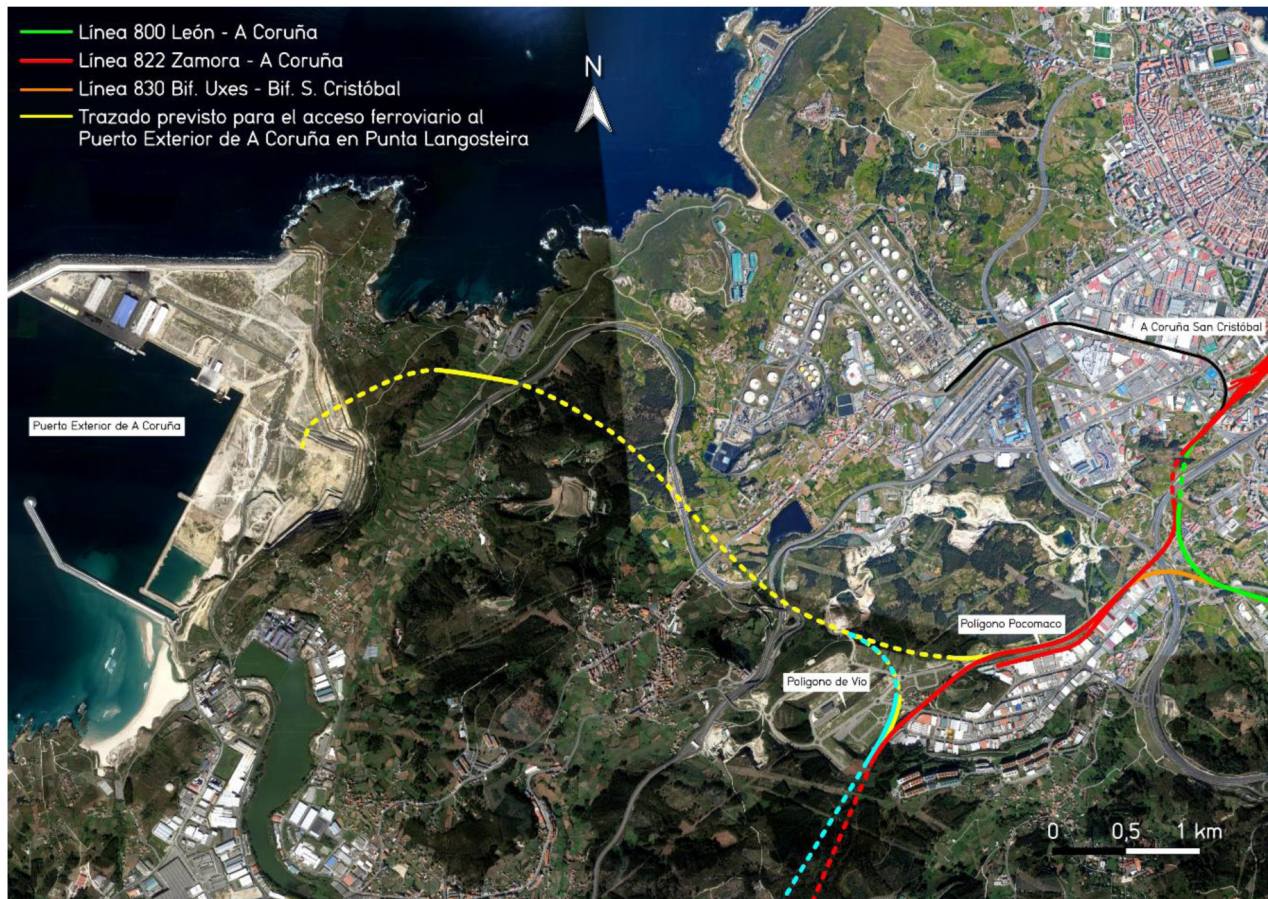 Línea 800 León - A Coruña
Línea 822 Zamora - A Coruña
Línea 830 Bif. Uxes - Bif. S. Cristóbal
Trazado previsto para el acceso ferroviario al
Puerto Exterior de A Coruña en Punta Langosteira
N
A Coruña San Cristóbal
Puerto Exterior de A Coruña
Polígono Pocomaco
Polígono de Vío
0 0,5 1 km